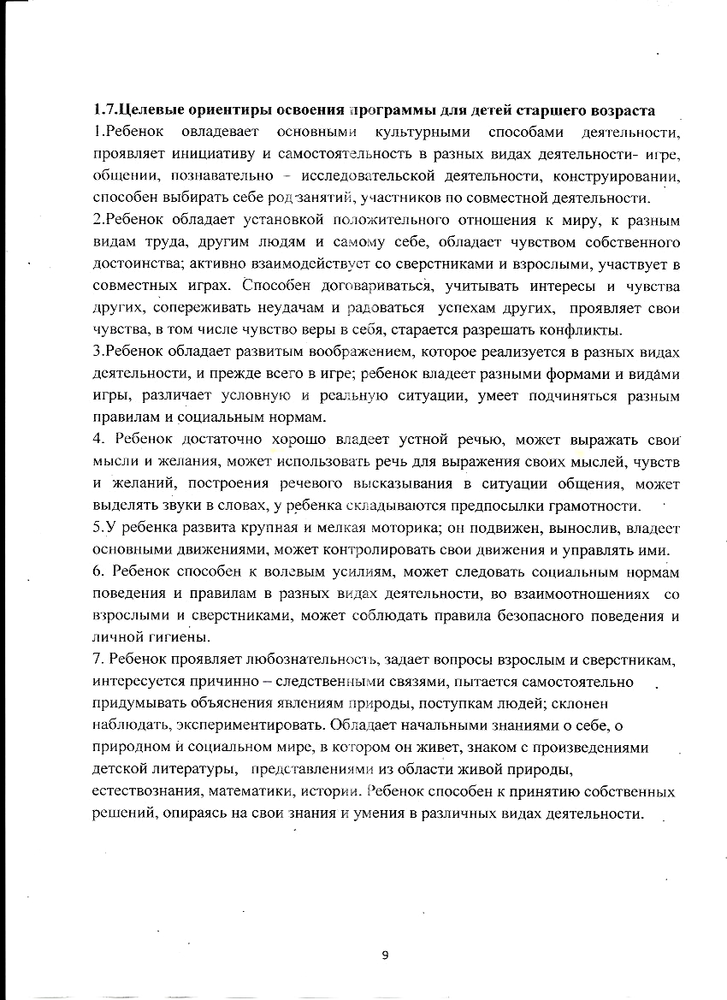 1.7.Целевые ориентиры освоения программы для детей старшего возраста
1.Ребенок овладевает основными культурными способами деятельности,
проявляет инициативу и самостоятельность в разных видах деятельности- игре,
общении, познавательно – исследовательской деятельности, конструировании,
способен выбирать себе род занятий, участников по совместной деятельности.
2.Ребенок обладает установкой положительного отношения к миру, к разным
видам труда, другим людям и самому себе, обладает чувством собственного
достоинства; активно взаимодействует со сверстниками и взрослыми, участвует в
совместных играх. Способен договариваться, учитывать интересы и чувства
других, сопереживать неудачам и радоваться успехам других, проявляет свои
чувства, в том числе чувство веры в себя, старается разрешать конфликты.
3.Ребенок обладает развитым воображением, которое реализуется в разных видах
деятельности, и прежде всего в игре; ребенок владеет разными формами и видами
игры, различает условную и реальную ситуации, умеет подчиняться разным
правилам и социальным нормам.
4. Ребенок достаточно хорошо владеет устной речью, может выражать свои
мысли и желания, может использовать речь для выражения своих мыслей, чувств
и желаний, построения речевого высказывания в ситуации общения, может
выделять звуки в словах, у ребенка складываются предпосылки грамотности.
5.У ребенка развита крупная и мелкая моторика; он подвижен, вынослив, владеет
основными движениями, может контролировать свои движения и управлять ими.
6. Ребенок способен к волевым усилиям, может следовать социальным нормам
поведения и правилам в разных видах деятельности, во взаимоотношениях со
взрослыми и сверстниками, может соблюдать правила безопасного поведения и
личной гигиены.
7. Ребенок проявляет любознательность, задает вопросы взрослым и сверстникам,
интересуется причинно – следственными связями, пытается самостоятельно
придумывать объяснения явлениям природы, поступкам людей; склонен
наблюдать, экспериментировать. Обладает начальными знаниями о себе, о
природном и социальном мире, в котором он живет, знаком с произведениями
детской литературы, представлениями из области живой природы,
естествознания, математики, истории. Ребенок способен к принятию собственных
решений, опираясь на свои знания и умения в различных видах деятельности.
9